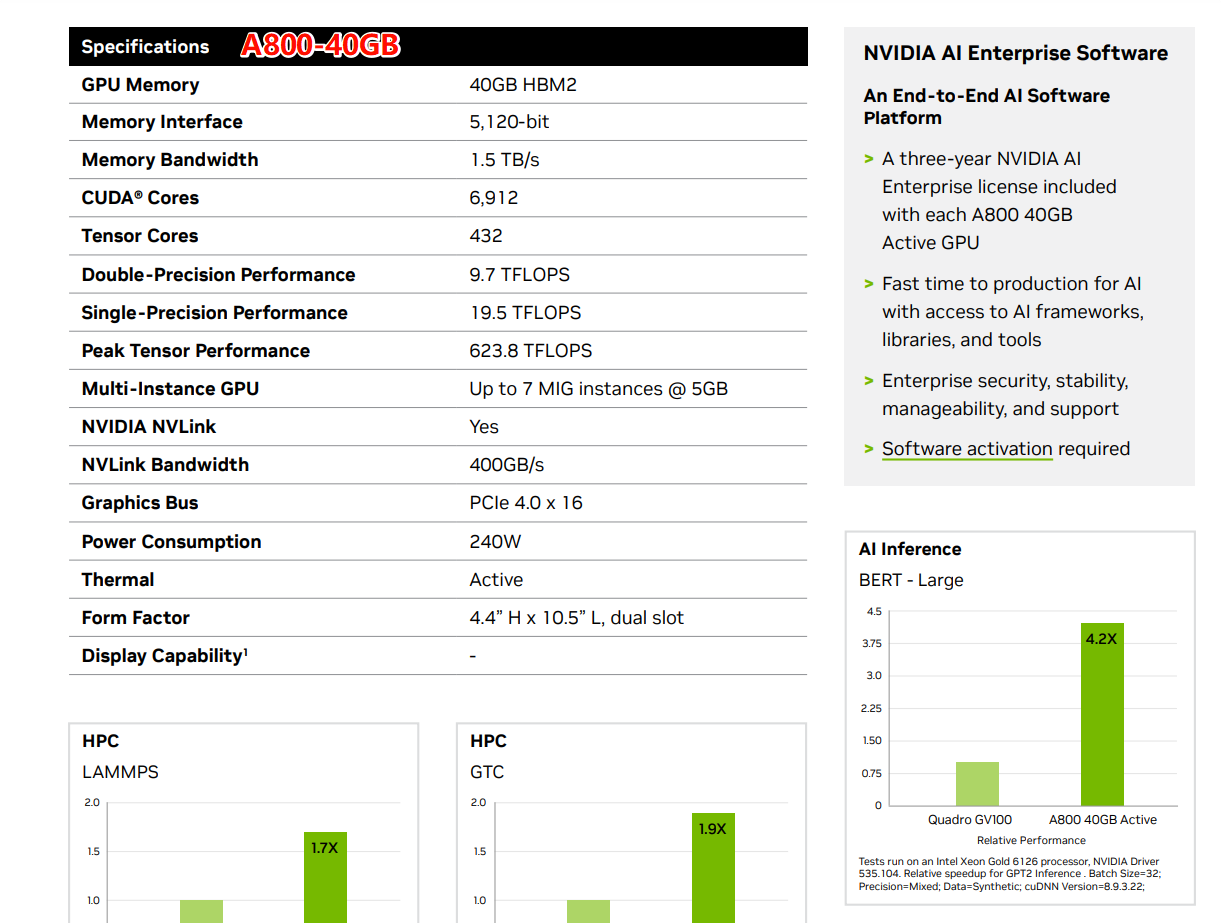 Specifications A800-40GB
GPU Memory 40GB HBM2
Memory Interface 5,120-bit
Memory Bandwidth 1.5 TB/s
CUDA® Cores 6,912
Tensor Cores 432
Double-Precision Performance 9.7 TFLOPS
Single-Precision Performance 19.5 TFLOPS
Peak Tensor Performance 623.8 TFLOPS
Multi-Instance GPU Up to 7 MIG instances @ 5GB
NVIDIA NVLink Yes
NVLink Bandwidth 400GB/s
Graphics Bus PCIe 4.0 x 16
Power Consumption 240W
Thermal Active
Form Factor 4.4” H x 10.5” L, dual slot
Display Capability¹ -
NVIDIA AI Enterprise Software
An End-to-End AI Software
Platform
> A three-year NVIDIA AI
Enterprise license included
with each A800 40GB
Active GPU
> Fast time to production for AI
with access to AI frameworks,
libraries, and tools
> Enterprise security, stability,
manageability, and support
> Software activation required
HPC
LAMMPS
2.0
1.5
1.0
1.7X
HPC
GTC
2.0
1.5
1.0
1.9X
AI Inference
BERT - Large
4.5
3.75
3.0
2.25
1.50
0.75
0
4.2X
Quadro GV100 A800 40GB Active
Relative Performance
Tests run on an Intel Xeon Gold 6126 processor, NVIDIA Driver
535.104. Relative speedup for GPT2 Inference . Batch Size=32;
Precision=Mixed; Data=Synthetic; cuDNN Version=8.9.3.22;